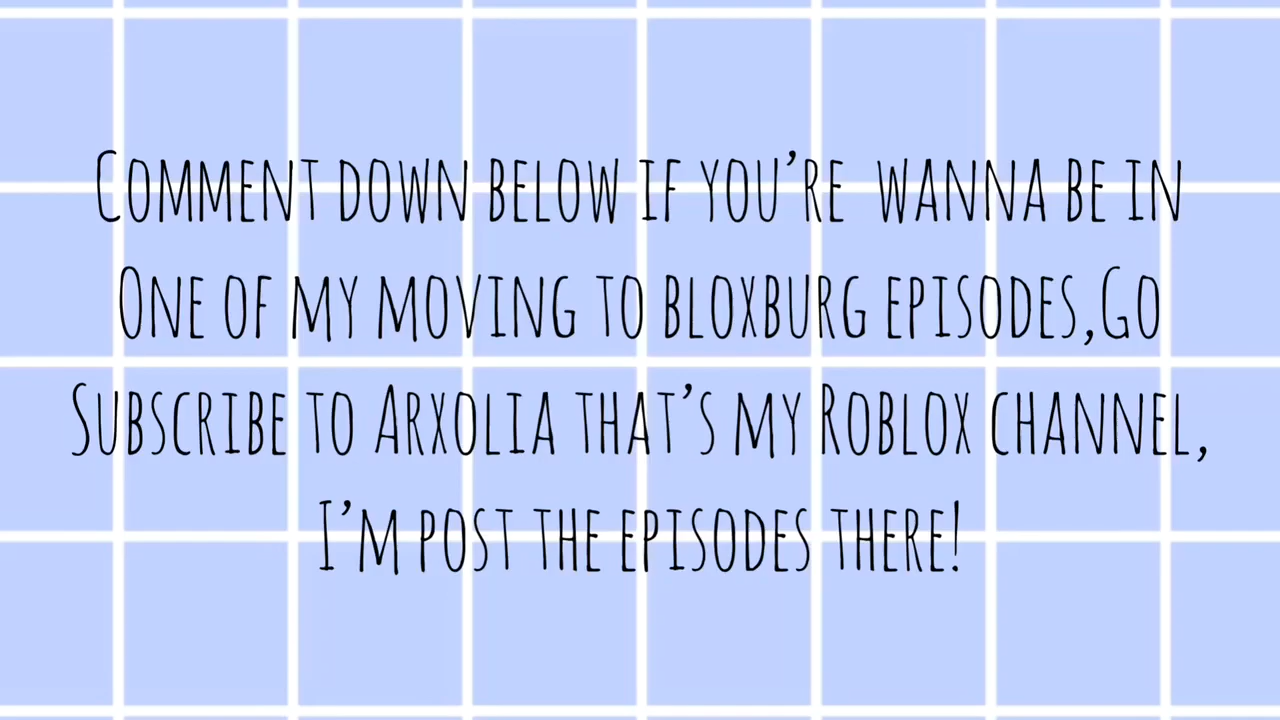 Comment down below if you’re wanna be in
One of my moving to bloxburg episodes,Go
Subscribe to Arxolia that’s my Roblox channel,
I’m post the episodes there!